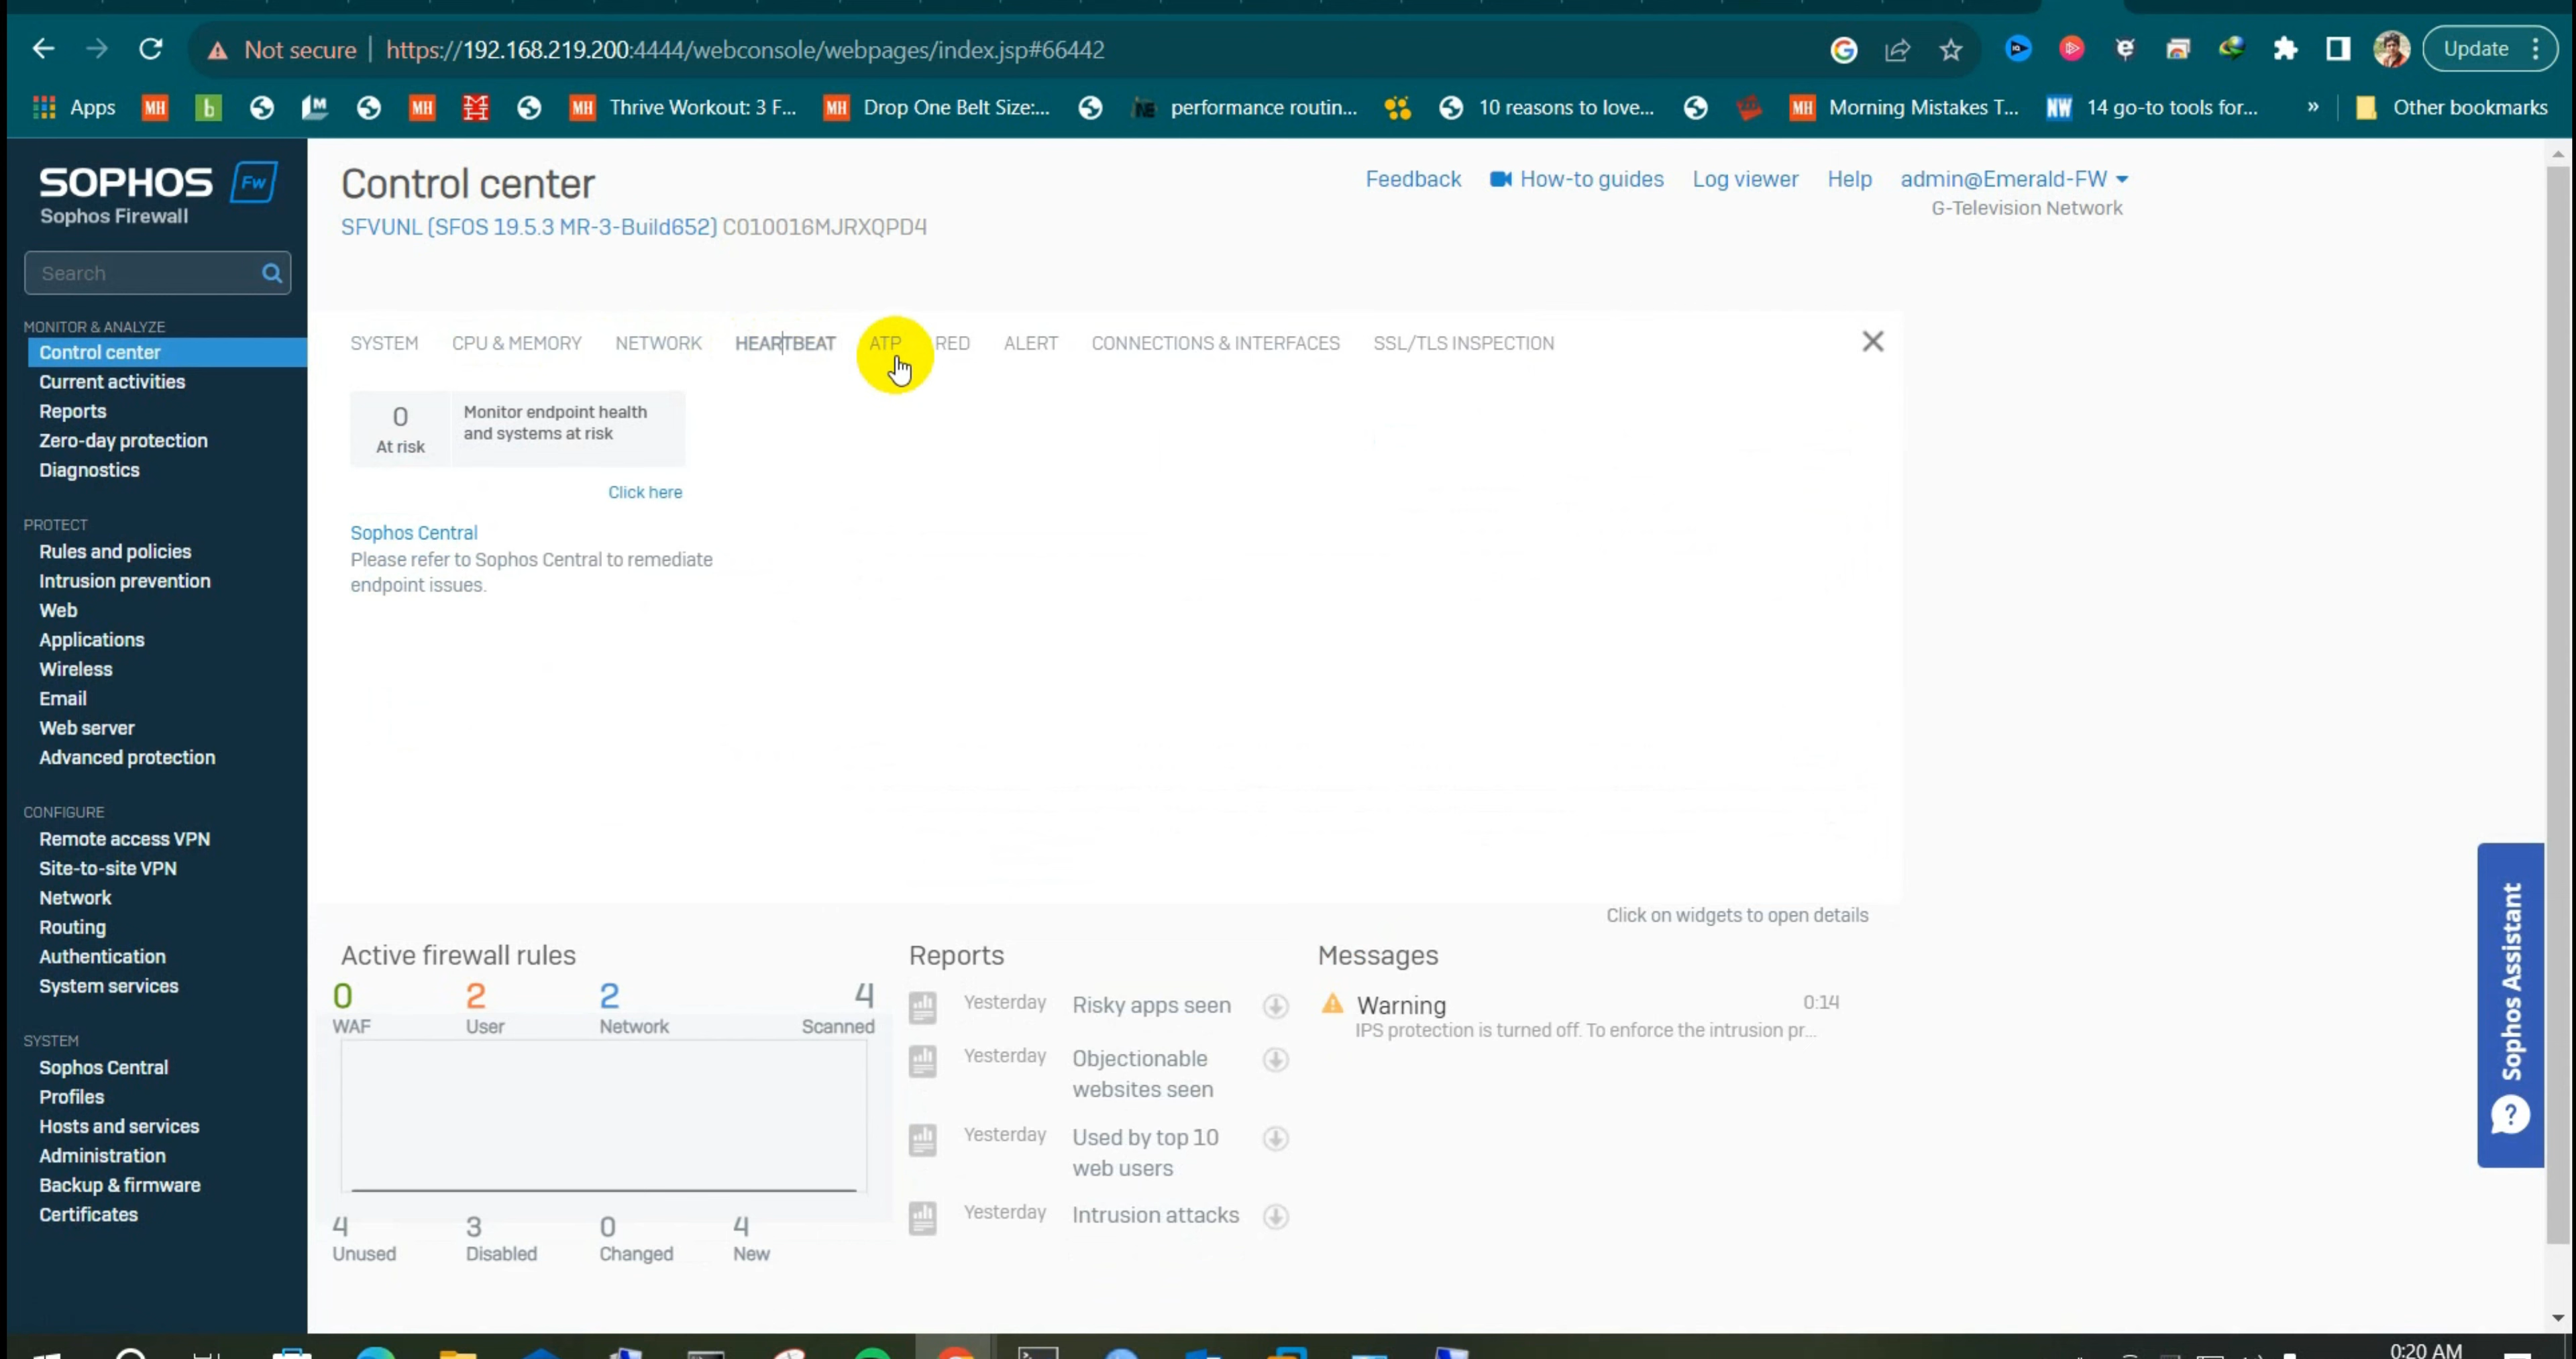 Not secure | https://192.168.219.200:4444/webconsole/webpages/index.jsp#66442
Update
Apps MH b MH MH Thrive Workout: 3 F... MH Drop One Belt Size:... performance routin... 10 reasons to love... MH Morning Mistakes T... NW 14 go-to tools for... » Other bookmarks
SOPHOS Fw
Sophos Firewall
Search
MONITOR & ANALYZE
Control center
Current activities
Reports
Zero-day protection
Diagnostics
PROTECT
Rules and policies
Intrusion prevention
Web
Applications
Wireless
Email
Web server
Advanced protection
CONFIGURE
Remote access VPN
Site-to-site VPN
Network
Routing
Authentication
System services
SYSTEM
Sophos Central
Profiles
Hosts and services
Administration
Backup & firmware
Certificates
Control center
SFVUNL (SFOS 19.5.3 MR-3-Build652) C010016MJRXQPD4
Feedback How-to guides Log viewer Help admin@Emerald-FW
G-Television Network
SYSTEM CPU & MEMORY NETWORK HEARTBEAT ATP RED ALERT CONNECTIONS & INTERFACES SSL/TLS INSPECTION
0
At risk
Monitor endpoint health
and systems at risk
Click here
Sophos Central
Please refer to Sophos Central to remediate
endpoint issues.
Click on widgets to open details
Active firewall rules
0 2 2 4
WAF User Network Scanned
4 3 0 4
Unused Disabled Changed New
Reports
Yesterday Risky apps seen
Yesterday Objectionable
websites seen
Yesterday Used by top 10
web users
Yesterday Intrusion attacks
Messages
Warning 0:14
IPS protection is turned off. To enforce the intrusion pr...
Sophos Assistant
?
0:20 AM